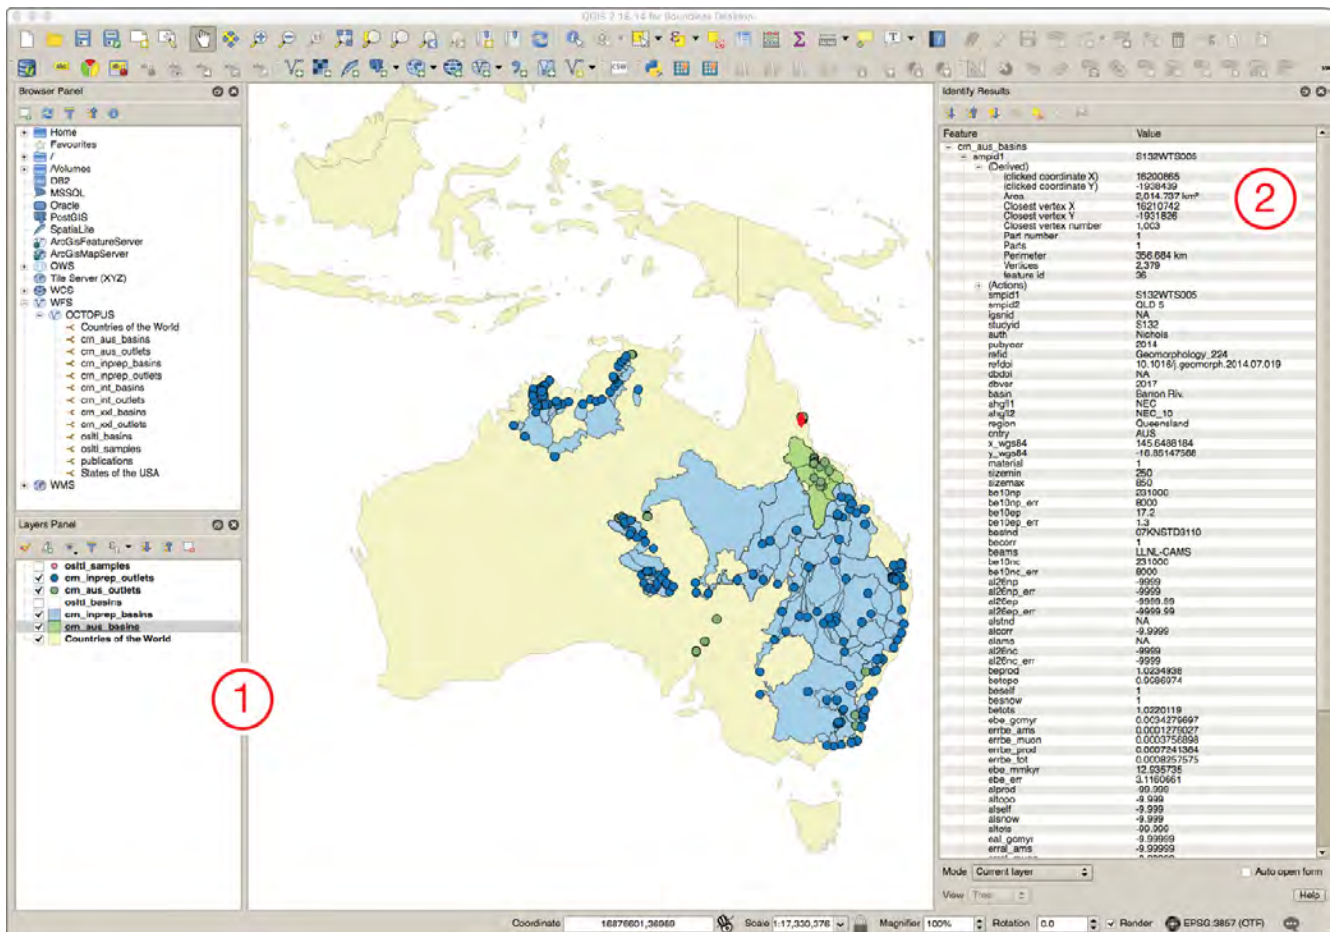 QGIS 2.18.14 for Boundless Desktop
Browser Panel
Home
Favourites
/
/Volumes
DB2
MSSQL
Oracle
PostGIS
SpatiaLite
ArcGisFeatureServer
ArcGisMapServer
OWS
Tile Server (XYZ)
WCS
WFS
OCTOPUS
Countries of the World
crn_aus_basins
crn_aus_outlets
crn_inprep_basins
crn_inprep_outlets
crn_int_basins
crn_int_outlets
crn_xxl_basins
crn_xxl_outlets
osltl_basins
osltl_samples
publications
States of the USA
WMS
Layers Panel
osltl_samples
crn_inprep_outlets
crn_aus_outlets
osltl_basins
crn_inprep_basins
crn_aus_basins
Countries of the World
1
Identify Results
Feature Value
crn_aus_basins
smpid1 S132WTS005
(Derived)
(clicked coordinate X) 16200865
(clicked coordinate Y) -1938439
Area 2,014.737 km²
Closest vertex X 16210742
Closest vertex Y -1931826
Closest vertex number 1,003
Part number 1
Parts 1
Perimeter 356.684 km
Vertices 2,379
feature id 36
(Actions)
smpid1 S132WTS005
smpid2 QLD 5
igsnid NA
studyid S132
auth Nichols
pubyear 2014
refid Geomorphology_224
refdoi 10.1016/j.geomorph.2014.07.019
dbdoi NA
dbver 2017
basin Barron Riv.
ahgfl1 NEC
ahgfl2 NEC_10
region Queensland
cntry AUS
x_wgs84 145.6488184
y_wgs84 -16.85147568
material 1
sizemin 250
sizemax 850
be10np 231000
be10np_err 8000
be10ep 17.2
be10ep_err 1.3
bestnd 07KNSTD3110
becorr 1
beams LLNL-CAMS
be10nc 231000
be10nc_err 8000
al26np -9999
al26np_err -9999
al26ep -9999.99
al26ep_err -9999.99
alstnd NA
alcorr -9.9999
alams NA
al26nc -9999
al26nc_err -9999
beprod 1.0234938
betopo 0.9986974
beself 1
besnow 1
betots 1.0220119
ebe_gcmyr 0.0034279697
errbe_ams 0.0001279027
errbe_muon 0.0003756898
errbe_prod 0.0007241364
errbe_tot 0.0008257575
ebe_mmkyr 12.935735
ebe_err 3.1160661
alprod -99.999
altopo -9.999
alself -9.999
alsnow -9.999
altots -99.999
eal_gcmyr -9.99999
erral_ams -9.99999
2
Mode Current layer Auto open form
View Tree Help
Coordinate 16876601,36969 Scale 1:17,330,376 Magnifier 100% Rotation 0.0 Render EPSG:3857 (OTF)